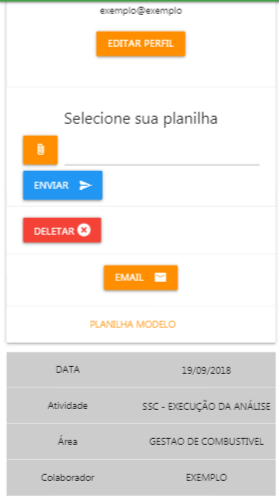 exemplo@exemplo
EDITAR PERFIL
Selecione sua planilha
ENVIAR
DELETAR
EMAIL
PLANILHA MODELO
DATA 19/09/2018
Atividade SSC - EXECUÇÃO DA ANÁLISE
Área GESTAO DE COMBUSTIVEL
Colaborador EXEMPLO